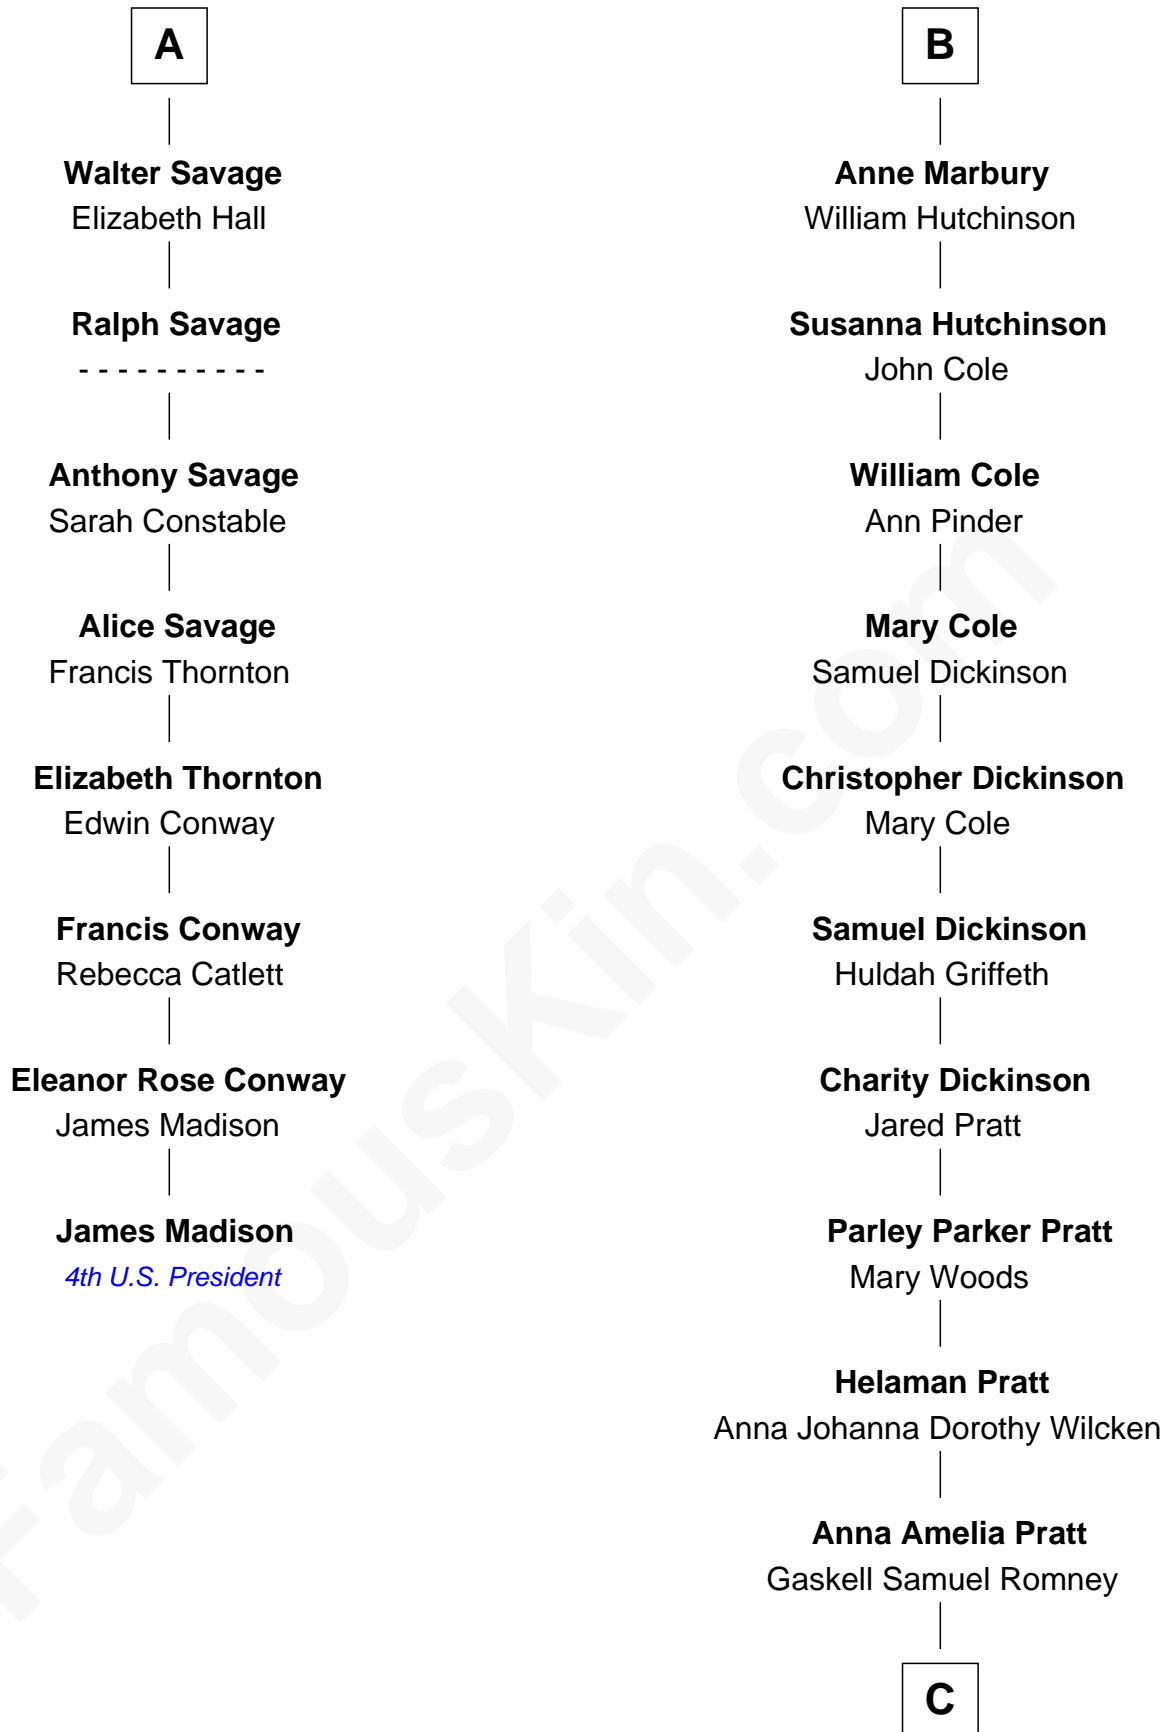 A
Walter Savage
Elizabeth Hall
Ralph Savage
- - - - - - - - - -
Anthony Savage
Sarah Constable
Alice Savage
Francis Thornton
Elizabeth Thornton
Edwin Conway
Francis Conway
Rebecca Catlett
Eleanor Rose Conway
James Madison
James Madison
4th U.S. President
B
Anne Marbury
William Hutchinson
Susanna Hutchinson
John Cole
William Cole
Ann Pinder
Mary Cole
Samuel Dickinson
Christopher Dickinson
Mary Cole
Samuel Dickinson
Huldah Griffeth
Charity Dickinson
Jared Pratt
Parley Parker Pratt
Mary Woods
Helaman Pratt
Anna Johanna Dorothy Wilcken
Anna Amelia Pratt
Gaskell Samuel Romney
C
FamousKin.com